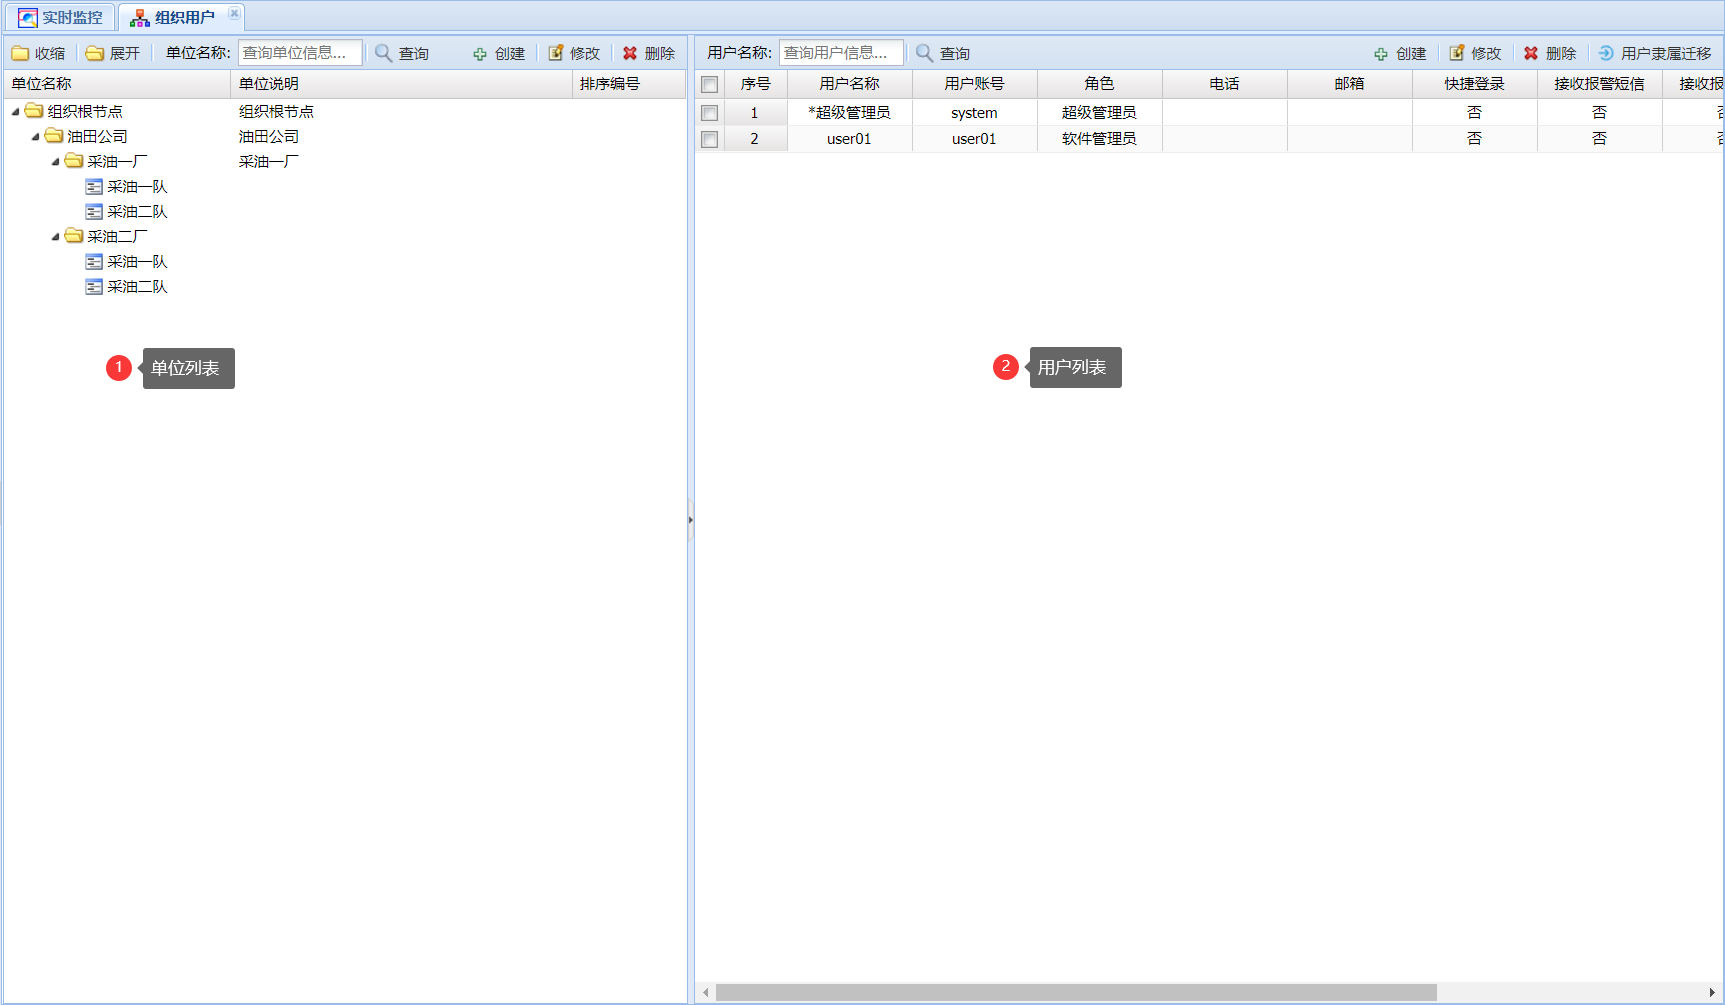 实时监控 组织用户
收缩 展开 单位名称: 查询单位信息... 查询 创建 修改 删除
单位名称 单位说明 排序编号
组织根节点 组织根节点
油田公司 油田公司
采油一厂 采油一厂
采油一队
采油二队
采油二厂
采油一队
采油二队
1 单位列表
用户名称: 查询用户信息... 查询 创建 修改 删除 用户隶属迁移
序号 用户名称 用户账号 角色 电话 邮箱 快捷登录 接收报警短信 接收报
1 *超级管理员 system 超级管理员 否 否
2 user01 user01 软件管理员 否 否
2 用户列表